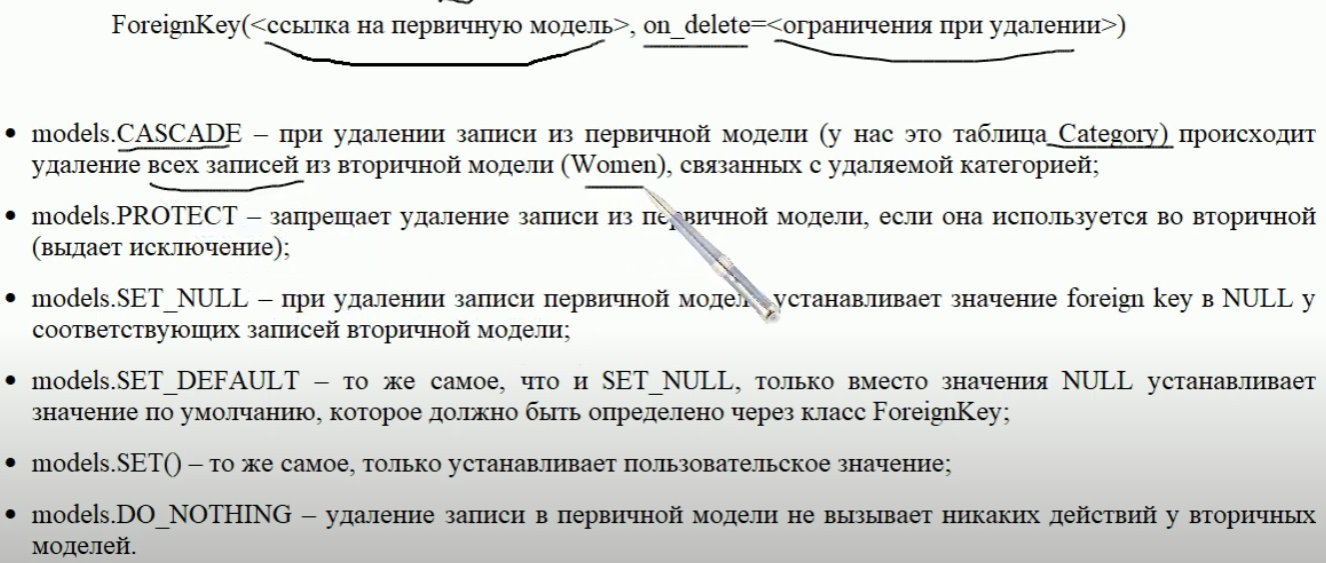 ForeignKey(<ссылка на первичную модель>, on_delete=<ограничения при удалении>)
• models.CASCADE – при удалении записи из первичной модели (у нас это таблица Category) происходит
удаление всех записей из вторичной модели (Women), связанных с удаляемой категорией;
• models.PROTECT – запрещает удаление записи из первичной модели, если она используется во вторичной
(выдает исключение);
• models.SET_NULL – при удалении записи первичной модели устанавливает значение foreign key в NULL у
соответствующих записей вторичной модели;
• models.SET_DEFAULT – то же самое, что и SET_NULL, только вместо значения NULL устанавливает
значение по умолчанию, которое должно быть определено через класс ForeignKey;
• models.SET() – то же самое, только устанавливает пользовательское значение;
• models.DO_NOTHING – удаление записи в первичной модели не вызывает никаких действий у вторичных
моделей.